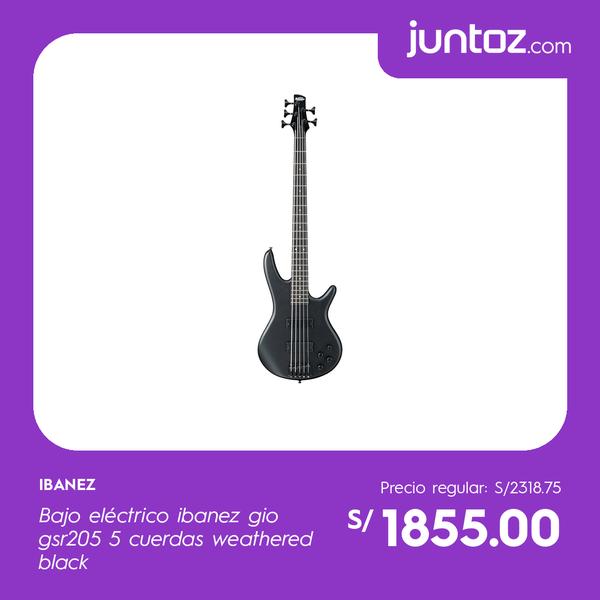 juntoz.com
IBANEZ
Bajo eléctrico ibanez gio
gsr205 5 cuerdas weathered
black
Precio regular: S/2318.75
S/ 1855.00